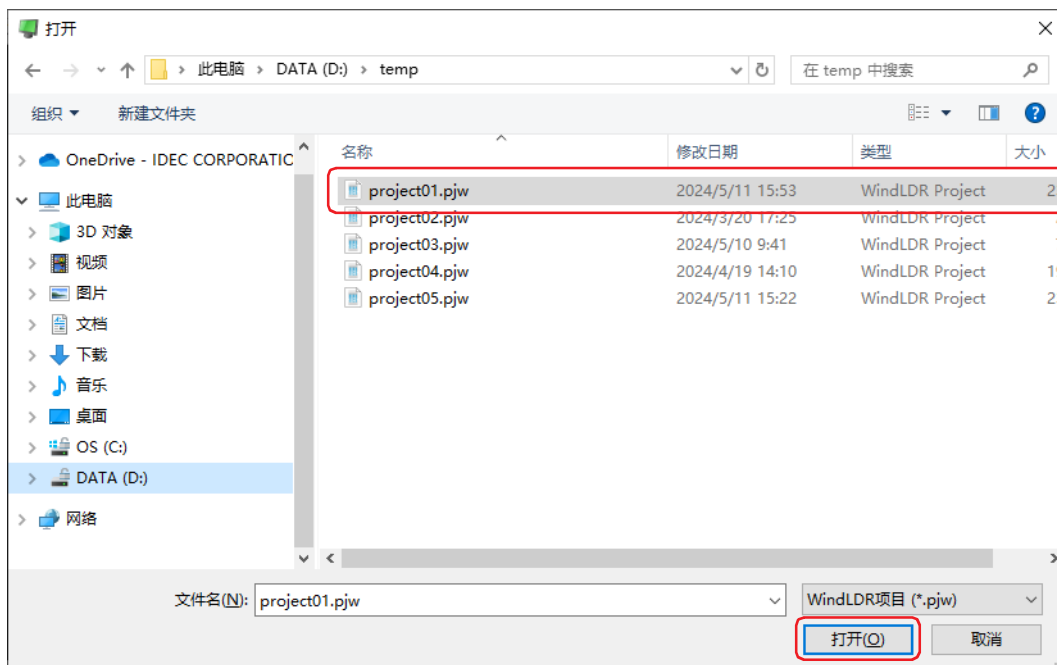 打开
此电脑 > DATA (D:) > temp
在 temp 中搜索
组织
新建文件夹
OneDrive - IDEC CORPORATIC
此电脑
3D 对象
视频
图片
文档
下载
音乐
桌面
OS (C:)
DATA (D:)
网络
名称 修改日期 类型 大小
project01.pjw 2024/5/11 15:53 WindLDR Project 2
project02.pjw 2024/3/20 17:25 WindLDR Project
project03.pjw 2024/5/10 9:41 WindLDR Project
project04.pjw 2024/4/19 14:10 WindLDR Project 1
project05.pjw 2024/5/11 15:22 WindLDR Project 2
文件名(N): project01.pjw
WindLDR项目 (*.pjw)
打开(O) 取消